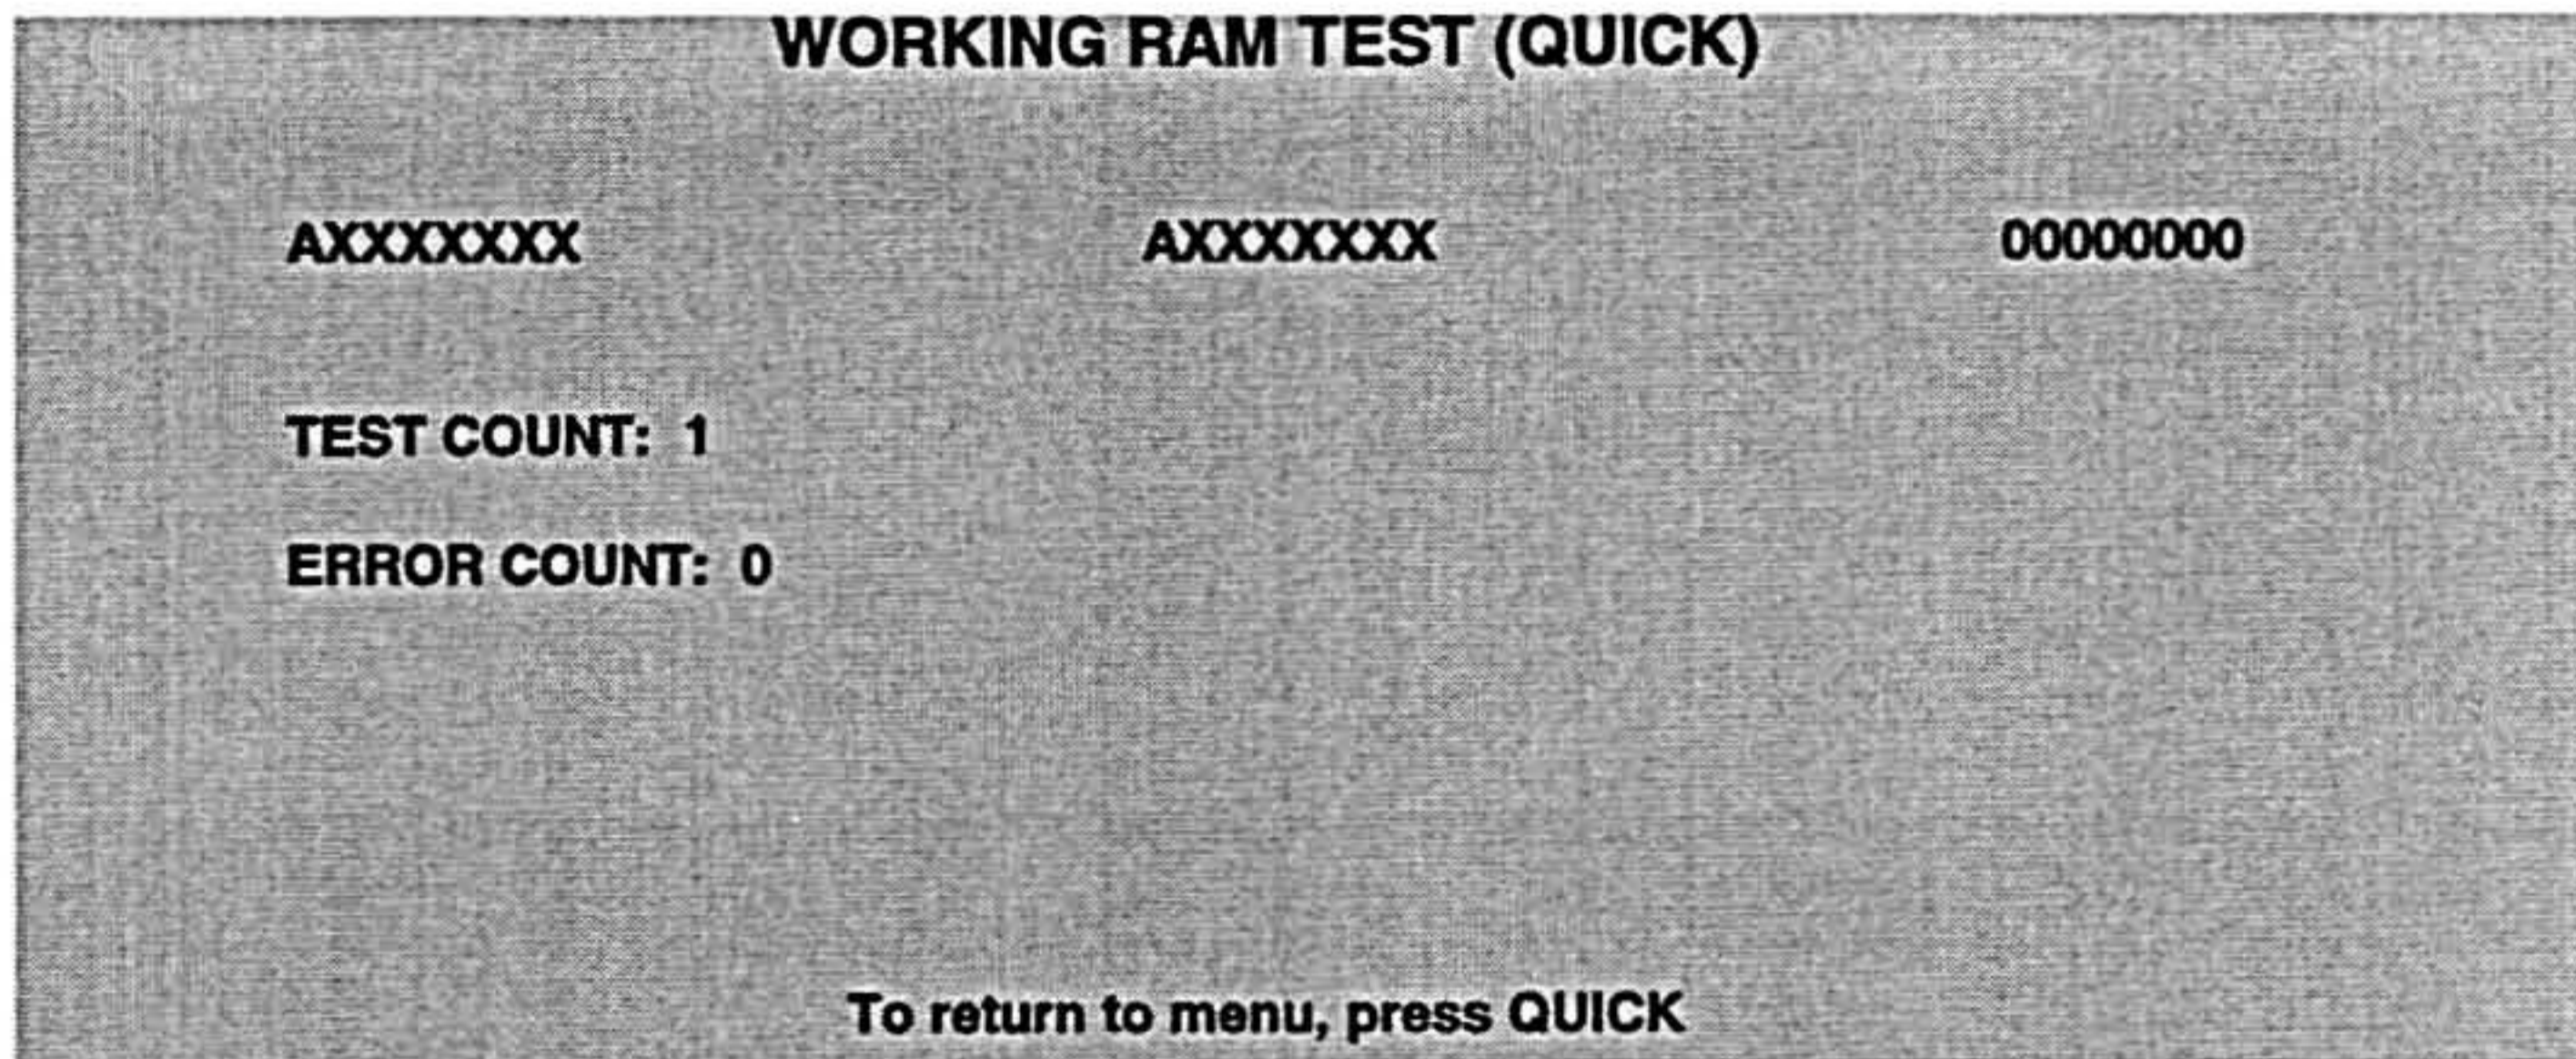 WORKING RAM TEST (QUICK)
AXXXXXXX AXXXXXXX 00000000
TEST COUNT: 1
ERROR COUNT: 0
To return to menu, press QUICK